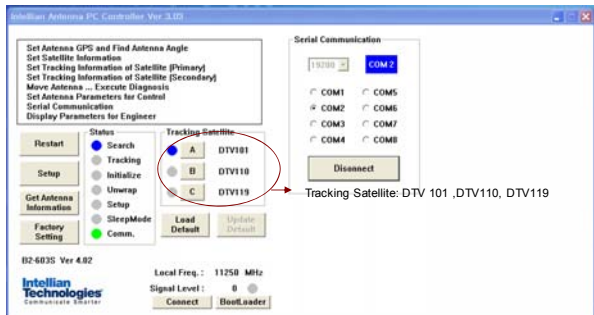 Intellian Antenna PC Controller Ver 3.03
Set Antenna GPS and Find Antenna Angle
Set Satellite Information
Set Tracking Information of Satellite (Primary)
Set Tracking Information of Satellite (Secondary)
Move Antenna ... Execute Diagnosis
Set Antenna Parameters for Control
Serial Communication
Display Parameters for Engineer
Serial Communication
19200
COM 2
COM1
COM5
COM2
COM6
COM3
COM7
COM4
COM8
Disconnect
Restart
Setup
Get Antenna
Information
Factory
Setting
Status
Search
Tracking
Initialize
Unwrap
Setup
SleepMode
Comm.
Tracking Satellite
A DTV101
B DTV110
C DTV119
Load
Default
Update
Default
Tracking Satellite: DTV 101 ,DTV110, DTV119
B2-603S Ver 4.02
Intellian
Technologies
Communicate Smarter
Local Freq. : 11250 MHz
Signal Level : 0
Connect
BootLoader